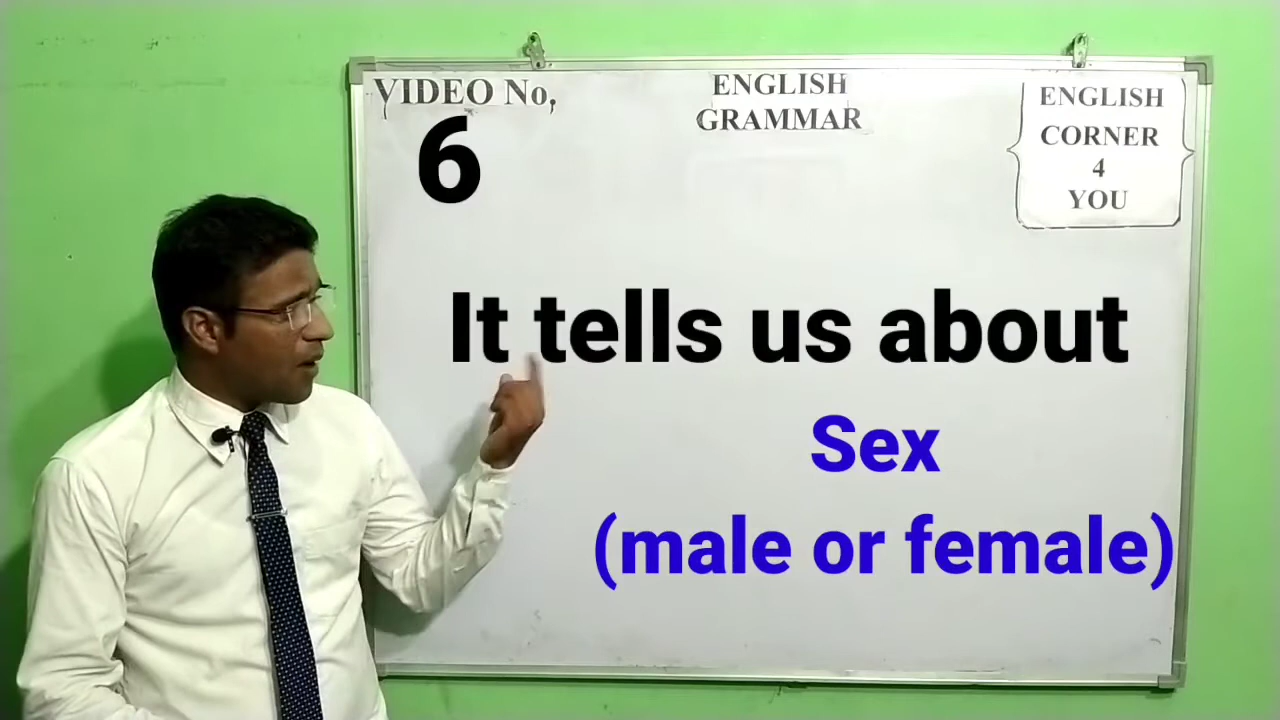 VIDEO No,
6
ENGLISH
GRAMMAR
ENGLISH
CORNER
4
YOU
It tells us about
Sex
(male or female)